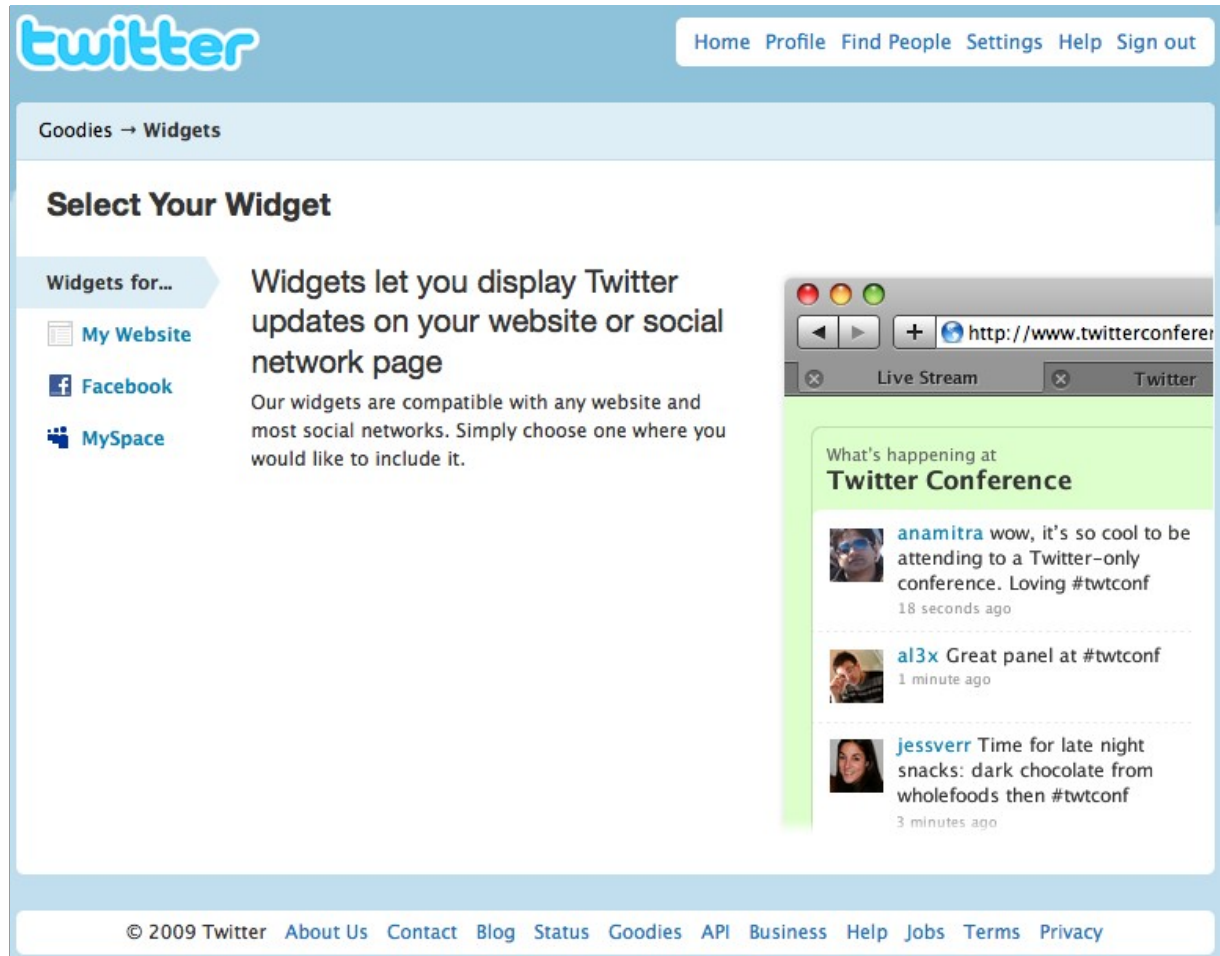 twitter
Home Profile Find People Settings Help Sign out
Goodies → Widgets
Select Your Widget
Widgets for...
My Website
Facebook
MySpace
Widgets let you display Twitter
updates on your website or social
network page
Our widgets are compatible with any website and
most social networks. Simply choose one where you
would like to include it.
http://www.twitterconferen
Live Stream
Twitter
What's happening at
Twitter Conference
anamitra wow, it's so cool to be
attending to a Twitter-only
conference. Loving #twtconf
18 seconds ago
al3x Great panel at #twtconf
1 minute ago
jessverr Time for late night
snacks: dark chocolate from
wholefoods then #twtconf
3 minutes ago
© 2009 Twitter About Us Contact Blog Status Goodies API Business Help Jobs Terms Privacy